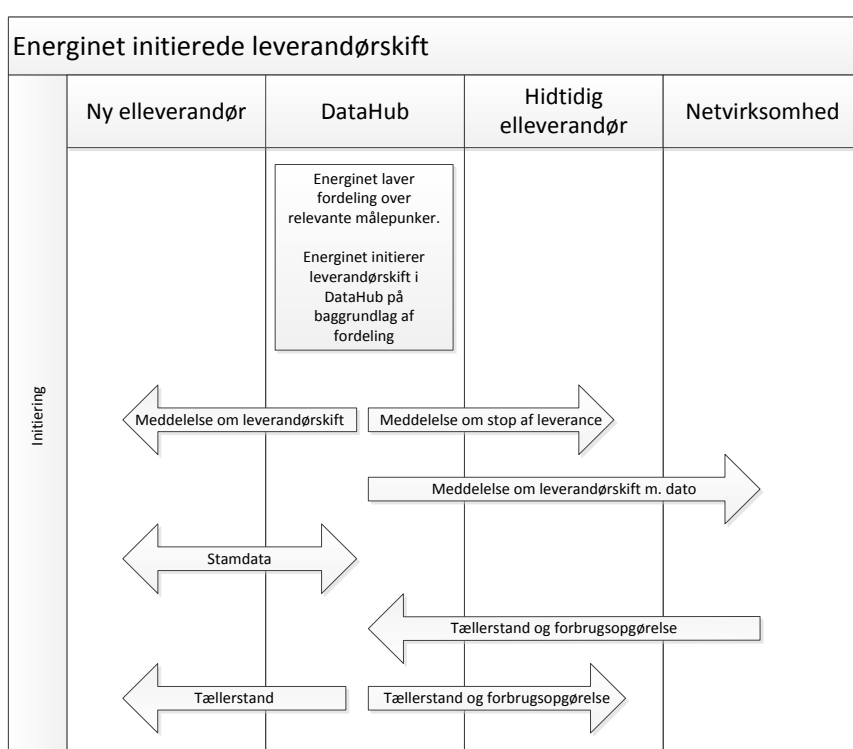 Energinet initierede leverandørskift
Ny elleverandør
DataHub
Hidtidig
elleverandør
Netvirksomhed
Initiering
Energinet laver
fordeling over
relevante målepunker.
Energinet initierer
leverandørskift i
DataHub på
baggrundlag af
fordeling
Meddelelse om leverandørskift
Meddelelse om stop af leverance
Meddelelse om leverandørskift m. dato
Stamdata
Tællerstand og forbrugsopgørelse
Tællerstand
Tællerstand og forbrugsopgørelse